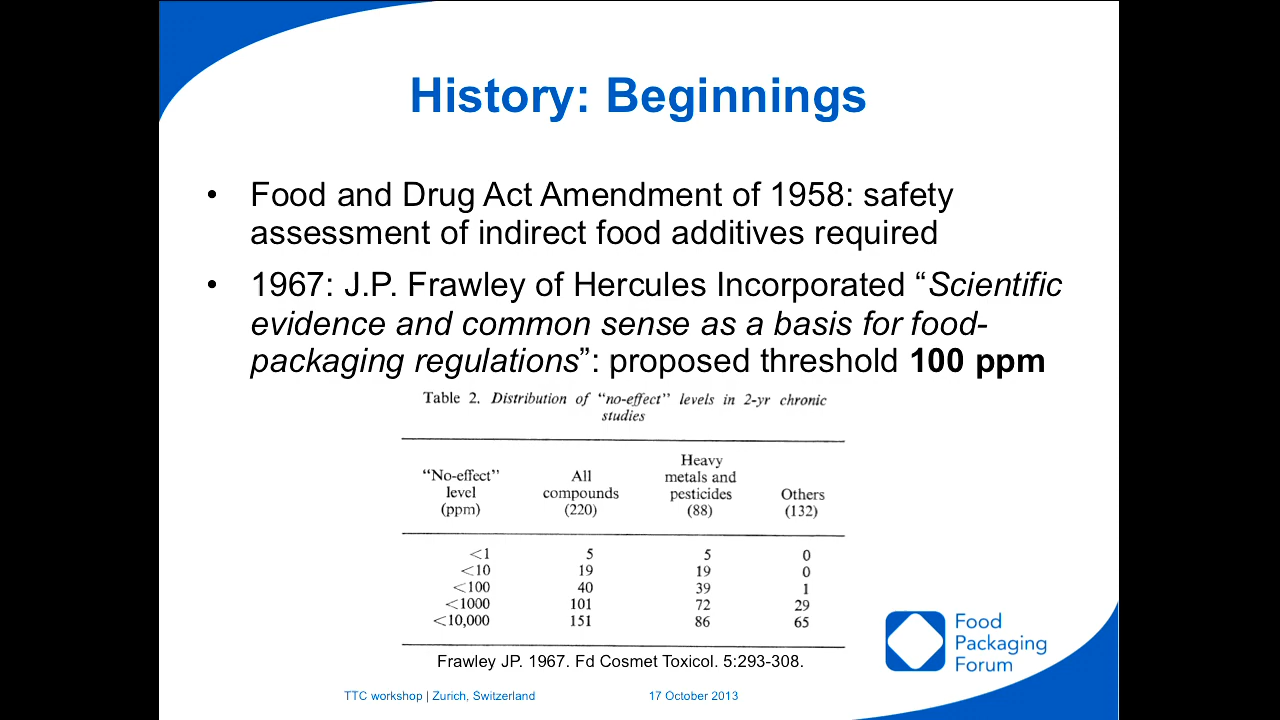 History: Beginnings
• Food and Drug Act Amendment of 1958: safety
assessment of indirect food additives required
• 1967: J.P. Frawley of Hercules Incorporated “Scientific
evidence and common sense as a basis for food-
packaging regulations”: proposed threshold 100 ppm
Table 2. Distribution of “no-effect” levels in 2-yr chronic
studies
“No-effect” level (ppm) All compounds (220) Heavy metals and pesticides (88) Others (132)
<1 5 5 0
<10 19 19 0
<100 40 39 1
<1000 101 72 29
<10,000 151 86 65
Frawley JP. 1967. Fd Cosmet Toxicol. 5:293-308.
Food
Packaging
Forum
TTC workshop | Zurich, Switzerland 17 October 2013